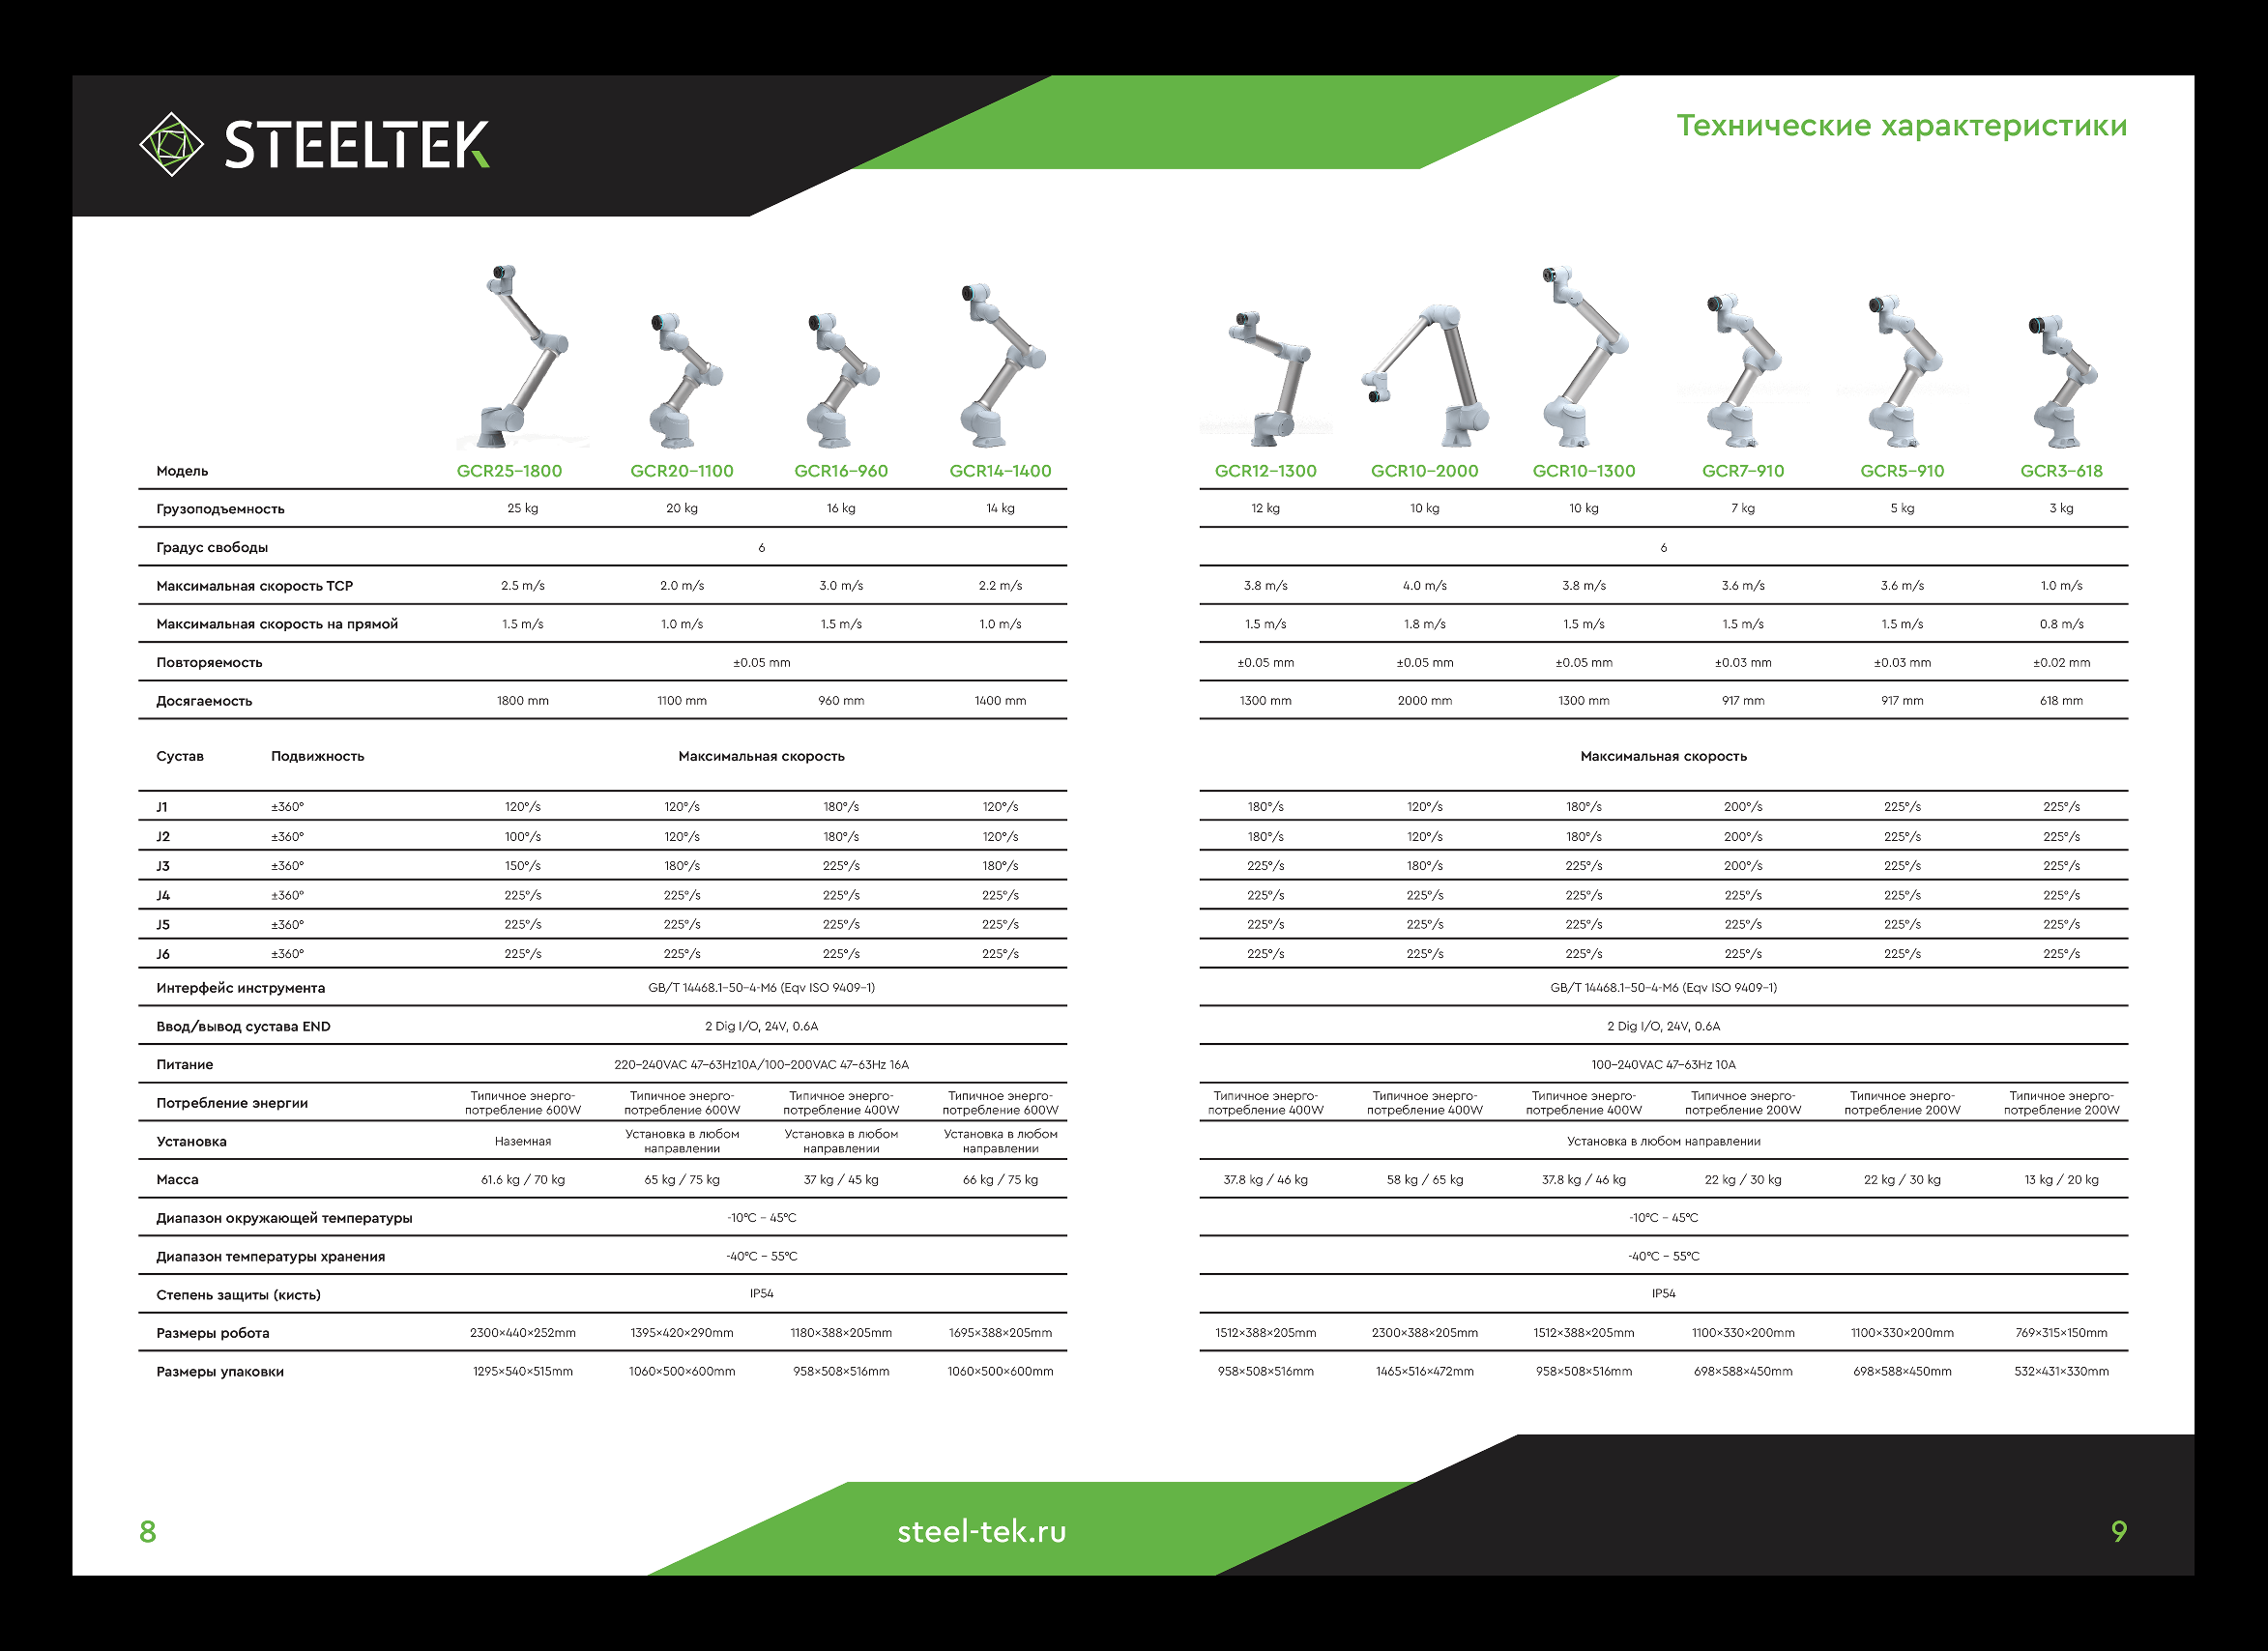 STEELTEK
Технические характеристики
Модель GCR25-1800 GCR20-1100 GCR16-960 GCR14-1400 GCR12-1300 GCR10-2000 GCR10-1300 GCR7-910 GCR5-910 GCR3-618
Грузоподъемность 25 kg 20 kg 16 kg 14 kg 12 kg 10 kg 10 kg 7 kg 5 kg 3 kg
Градус свободы 6 6
Максимальная скорость TCP 2.5 m/s 2.0 m/s 3.0 m/s 2.2 m/s 3.8 m/s 4.0 m/s 3.8 m/s 3.6 m/s 3.6 m/s 1.0 m/s
Максимальная скорость на прямой 1.5 m/s 1.0 m/s 1.5 m/s 1.0 m/s 1.5 m/s 1.8 m/s 1.5 m/s 1.5 m/s 1.5 m/s 0.8 m/s
Повторяемость ±0.05 mm ±0.05 mm ±0.05 mm ±0.05 mm ±0.03 mm ±0.03 mm ±0.02 mm
Досягаемость 1800 mm 1100 mm 960 mm 1400 mm 1300 mm 2000 mm 1300 mm 917 mm 917 mm 618 mm
Сустав Подвижность Максимальная скорость Максимальная скорость
J1 ±360° 120°/s 120°/s 180°/s 120°/s 180°/s 120°/s 180°/s 200°/s 225°/s 225°/s
J2 ±360° 100°/s 120°/s 180°/s 120°/s 180°/s 120°/s 180°/s 200°/s 225°/s 225°/s
J3 ±360° 150°/s 180°/s 225°/s 180°/s 225°/s 180°/s 225°/s 200°/s 225°/s 225°/s
J4 ±360° 225°/s 225°/s 225°/s 225°/s 225°/s 225°/s 225°/s 225°/s 225°/s 225°/s
J5 ±360° 225°/s 225°/s 225°/s 225°/s 225°/s 225°/s 225°/s 225°/s 225°/s 225°/s
J6 ±360° 225°/s 225°/s 225°/s 225°/s 225°/s 225°/s 225°/s 225°/s 225°/s 225°/s
Интерфейс инструмента GB/T 14468.1-50-4-M6 (Eqv ISO 9409-1) GB/T 14468.1-50-4-M6 (Eqv ISO 9409-1)
Ввод/вывод сустава END 2 Dig I/O, 24V, 0.6A 2 Dig I/O, 24V, 0.6A
Питание 220-240VAC 47-63Hz10A/100-200VAC 47-63Hz 16A 100-240VAC 47-63Hz 10A
Типичное энерго- Типичное энерго- Типичное энерго- Типичное энерго- Типичное энерго- Типичное энерго- Типичное энерго- Типичное энерго- Типичное энерго- Типичное энерго-
Потребление энергии
потребление 600W потребление 600W потребление 400W потребление 600W потребление 400W потребление 400W потребление 400W потребление 200W потребление 200W потребление 200W
Установка в любом Установка в любом Установка в любом
Установка Наземная Установка в любом направлении
направлении направлении направлении
Масса 61.6 kg / 70 kg 65 kg / 75 kg 37 kg / 45 kg 66 kg / 75 kg 37.8 kg / 46 kg 58 kg / 65 kg 37.8 kg / 46 kg 22 kg / 30 kg 22 kg / 30 kg 13 kg / 20 kg
Диапазон окружающей температуры -10°C – 45°C -10°C – 45°C
Диапазон температуры хранения -40°C – 55°C -40°C – 55°C
Степень защиты (кисть) IP54 IP54
Размеры робота 2300×440×252mm 1395×420×290mm 1180×388×205mm 1695×388×205mm 1512×388×205mm 2300×388×205mm 1512×388×205mm 1100×330×200mm 1100×330×200mm 769×315×150mm
Размеры упаковки 1295×540×515mm 1060×500×600mm 958×508×516mm 1060×500×600mm 958×508×516mm 1465×516×472mm 958×508×516mm 698×588×450mm 698×588×450mm 532×431×330mm
8 steel-tek.ru 9